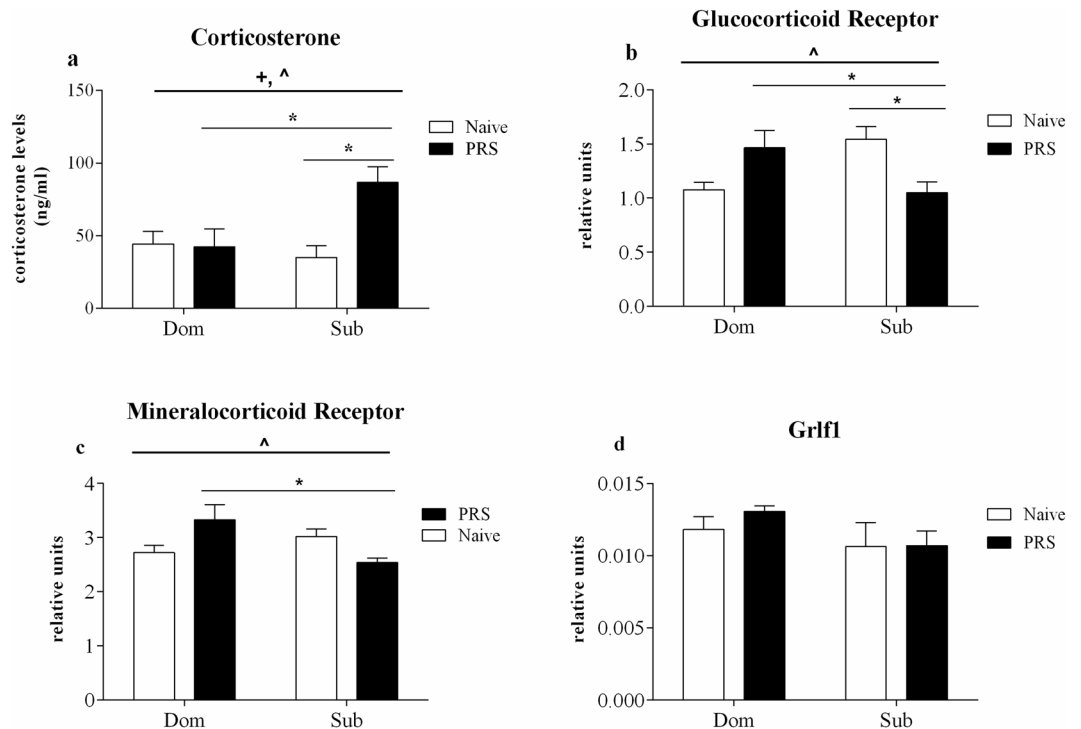 Corticosterone
a
+, ^
*
*
150
100
50
0
corticosterone levels
(ng/ml)
Naive
PRS
Dom
Sub
Glucocorticoid Receptor
b
^
*
*
2.0
1.5
1.0
0.5
0.0
relative units
Naive
PRS
Dom
Sub
Mineralocorticoid Receptor
c
^
*
4
3
2
1
0
relative units
PRS
Naive
Dom
Sub
Grlf1
d
0.015
0.010
0.005
0.000
relative units
Naive
PRS
Dom
Sub